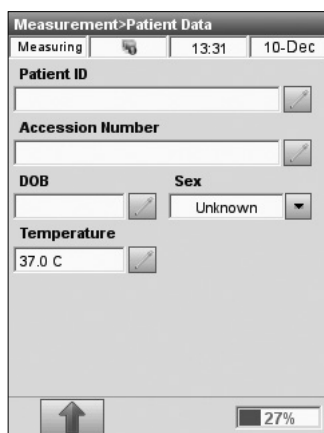 Measurement>Patient Data
Measuring 13:31 10-Dec
Patient ID
Accession Number
DOB Sex
Unknown
Temperature
37.0 C
27%